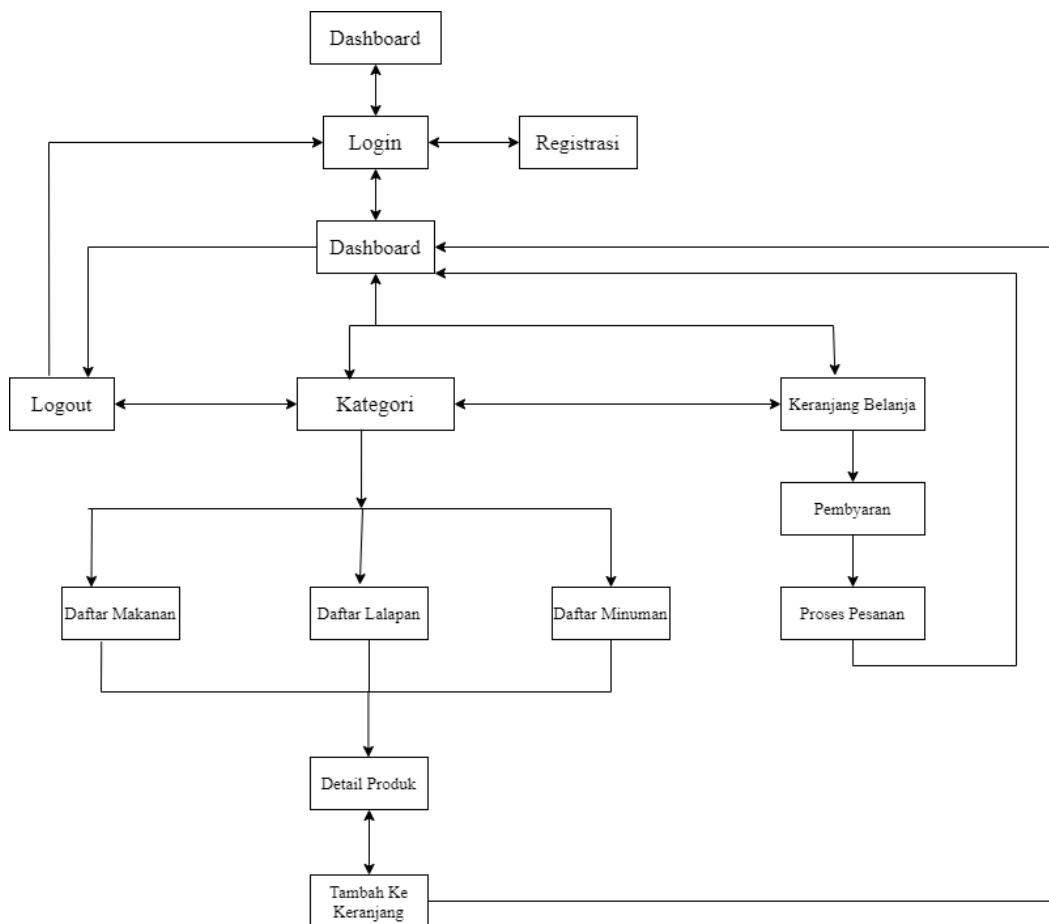 Dashboard
Login
Registrasi
Dashboard
Logout
Kategori
Keranjang Belanja
Pembyaran
Daftar Makanan
Daftar Lalapan
Daftar Minuman
Proses Pesanan
Detail Produk
Tambah Ke
Keranjang